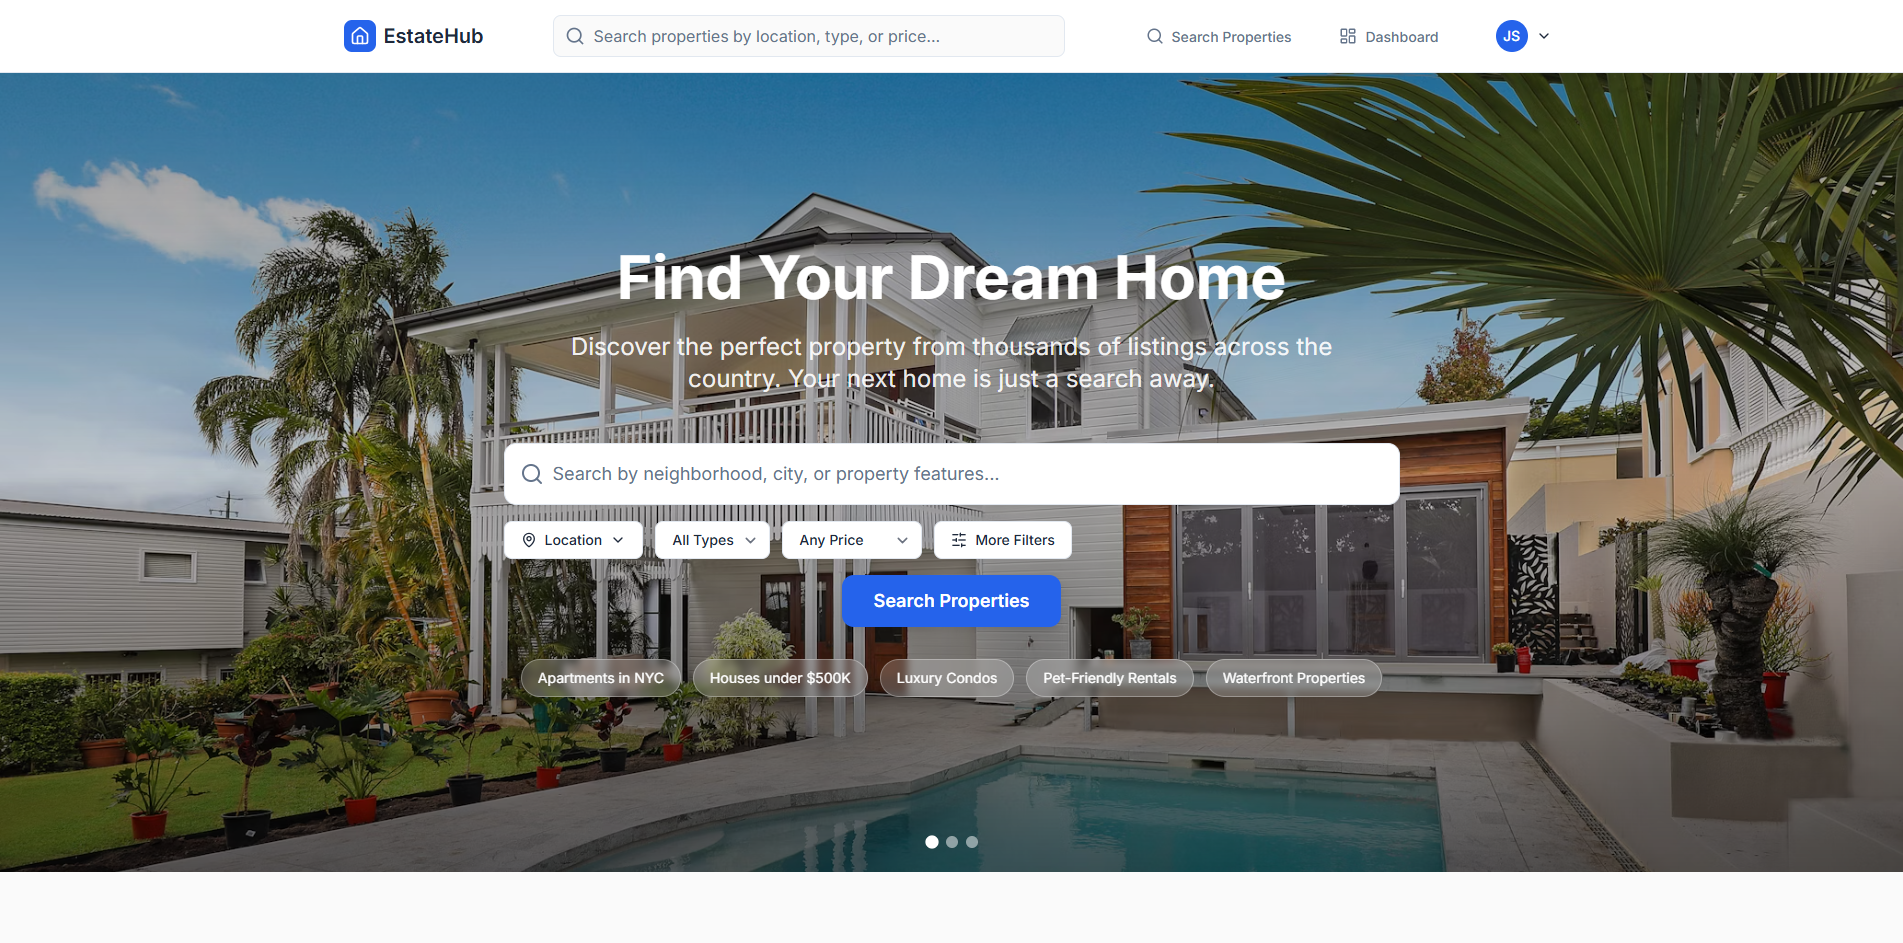 EstateHub
Search properties by location, type, or price...
Search Properties
Dashboard
JS
Find Your Dream Home
Discover the perfect property from thousands of listings across the
country. Your next home is just a search away.
Search by neighborhood, city, or property features...
Location
All Types
Any Price
More Filters
Search Properties
Apartments in NYC
Houses under $500K
Luxury Condos
Pet-Friendly Rentals
Waterfront Properties